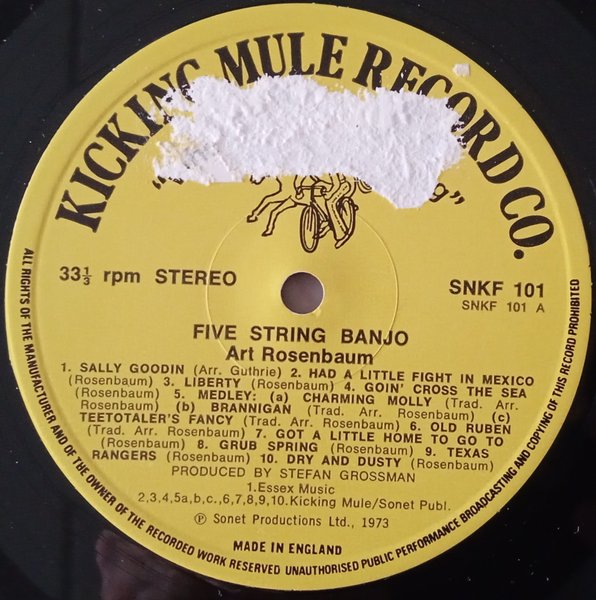 KICKING MULE RECORD CO.
33⅓ rpm STEREO
SNKF 101
SNKF 101 A
FIVE STRING BANJO
Art Rosenbaum
1. SALLY GOODIN (Arr. Guthrie) 2. HAD A LITTLE FIGHT IN MEXICO
(Rosenbaum) 3. LIBERTY (Rosenbaum) 4. GOIN' CROSS THE SEA
(Rosenbaum) 5. MEDLEY: (a) CHARMING MOLLY (Trad. Arr.
Rosenbaum) (b) BRANNIGAN (Trad. Arr. Rosenbaum) (c)
TEETOTALER'S FANCY (Trad. Arr. Rosenbaum) 6. OLD RUBEN
(Trad. Arr. Rosenbaum) 7. GOT A LITTLE HOME TO GO TO
(Rosenbaum) 8. GRUB SPRING (Rosenbaum) 9. TEXAS
RANGERS (Rosenbaum) 10. DRY AND DUSTY (Rosenbaum)
PRODUCED BY STEFAN GROSSMAN
1.Essex Music
2,3,4,5a,b,c.,6,7,8,9,10.Kicking Mule/Sonet Publ.
℗ Sonet Productions Ltd., 1973
MADE IN ENGLAND
ALL RIGHTS OF THE MANUFACTURER AND OF THE OWNER OF THE RECORDED WORK RESERVED UNAUTHORISED PUBLIC PERFORMANCE BROADCASTING AND COPYING OF THIS RECORD PROHIBITED